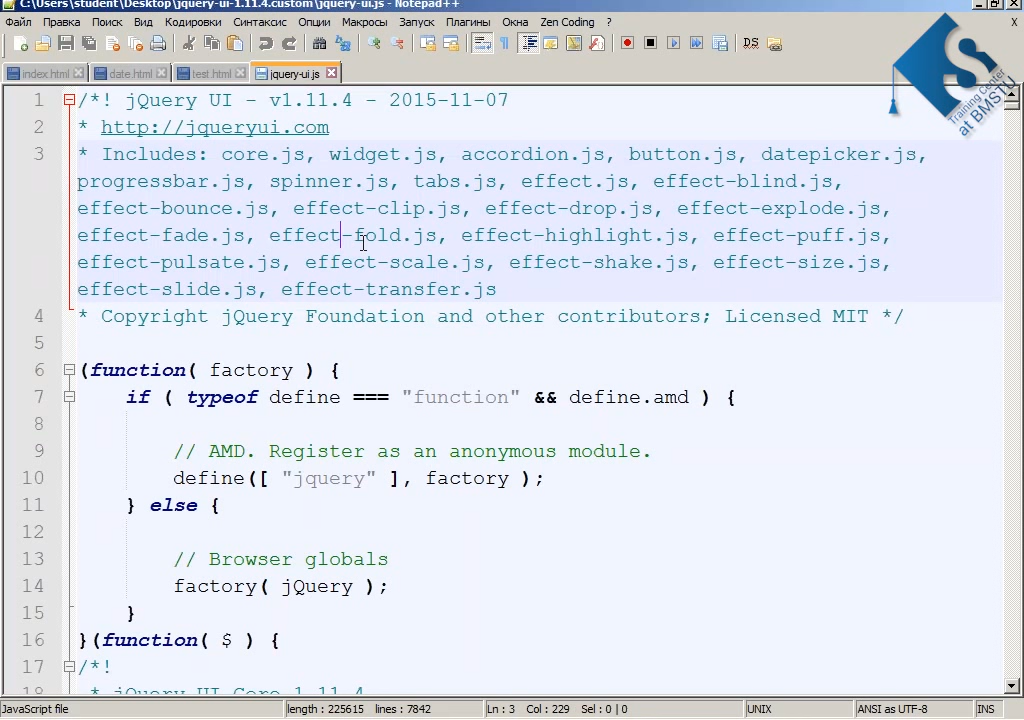 C:\Users\student\Desktop\jquery-ui-1.11.4.custom\jquery-ui.js - Notepad++
Файл Правка Поиск Вид Кодировки Синтаксис Опции Макросы Запуск Плагины Окна Zen Coding ? X
index.html date.html test.html jquery-ui.js
Training Center
at BMSTU
1 /*! jQuery UI - v1.11.4 - 2015-11-07
2 * http://jqueryui.com
3 * Includes: core.js, widget.js, accordion.js, button.js, datepicker.js,
progressbar.js, spinner.js, tabs.js, effect.js, effect-blind.js,
effect-bounce.js, effect-clip.js, effect-drop.js, effect-explode.js,
effect-fade.js, effect-fold.js, effect-highlight.js, effect-puff.js,
effect-pulsate.js, effect-scale.js, effect-shake.js, effect-size.js,
effect-slide.js, effect-transfer.js
4 * Copyright jQuery Foundation and other contributors; Licensed MIT */
5
6 (function( factory ) {
7 if ( typeof define === "function" && define.amd ) {
8
9 // AMD. Register as an anonymous module.
10 define([ "jquery" ], factory );
11 } else {
12
13 // Browser globals
14 factory( jQuery );
15 }
16 }(function( $ ) {
17 /*!
18 * jQuery UI Core 1.11.4
JavaScript file length : 225615 lines : 7842 Ln : 3 Col : 229 Sel : 0 | 0 UNIX ANSI as UTF-8 INS